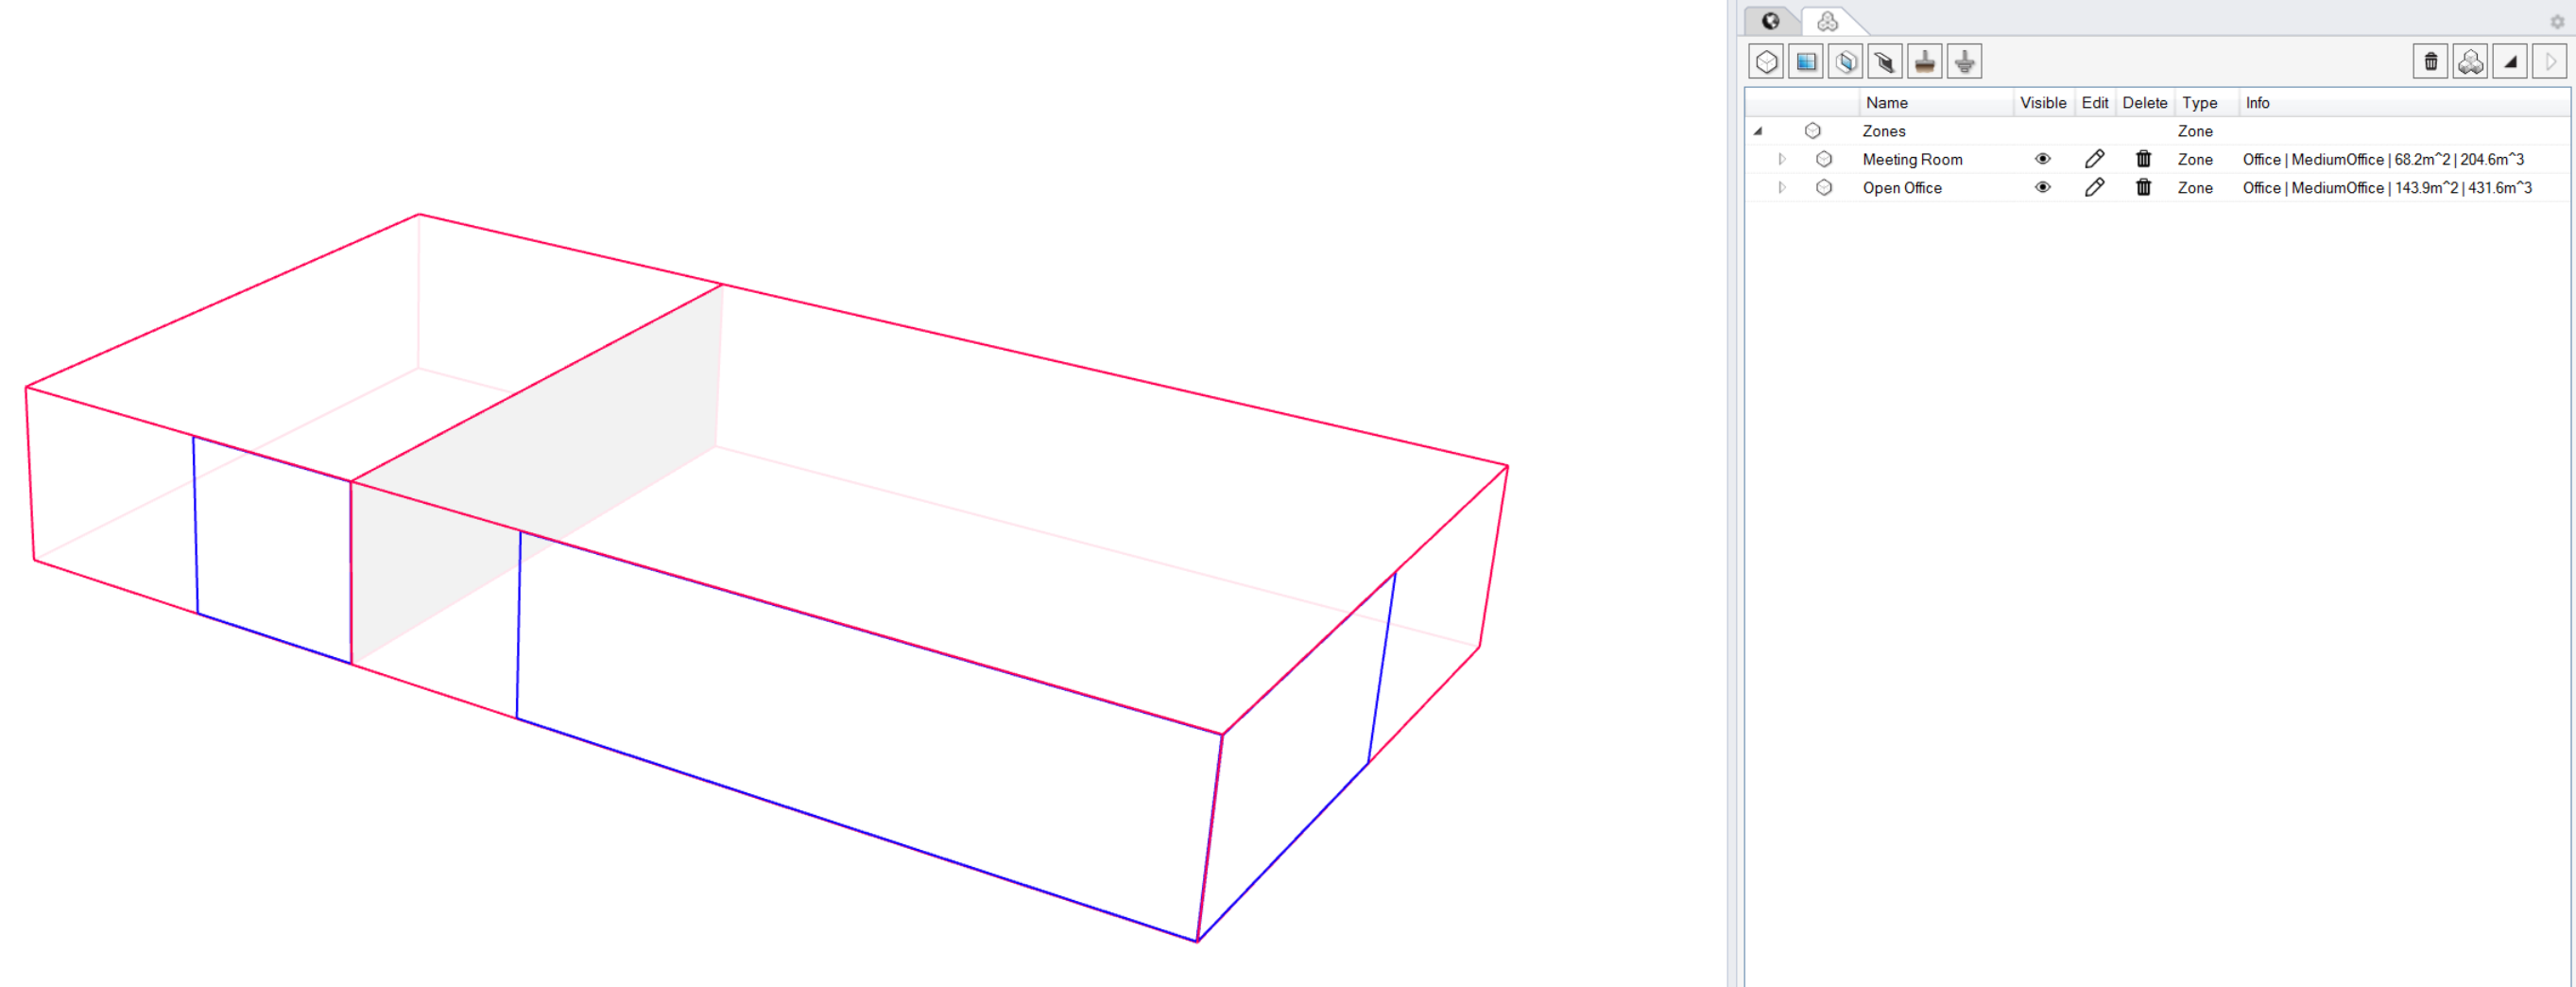 Name Visible Edit Delete Type Info
Zones Zone
Meeting Room Zone Office | MediumOffice | 68.2m^2 | 204.6m^3
Open Office Zone Office | MediumOffice | 143.9m^2 | 431.6m^3